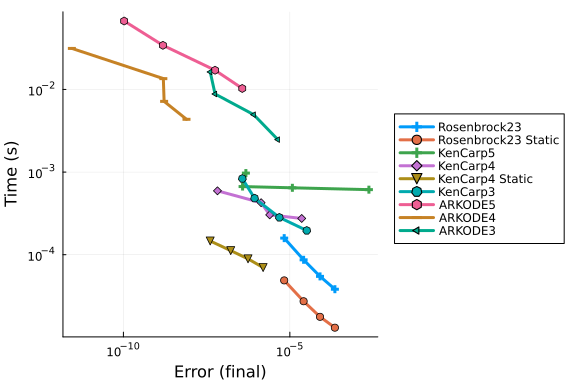 Time (s)
10⁻²
10⁻³
10⁻⁴
10⁻¹⁰
10⁻⁵
Error (final)
Rosenbrock23
Rosenbrock23 Static
KenCarp5
KenCarp4
KenCarp4 Static
KenCarp3
ARKODE5
ARKODE4
ARKODE3